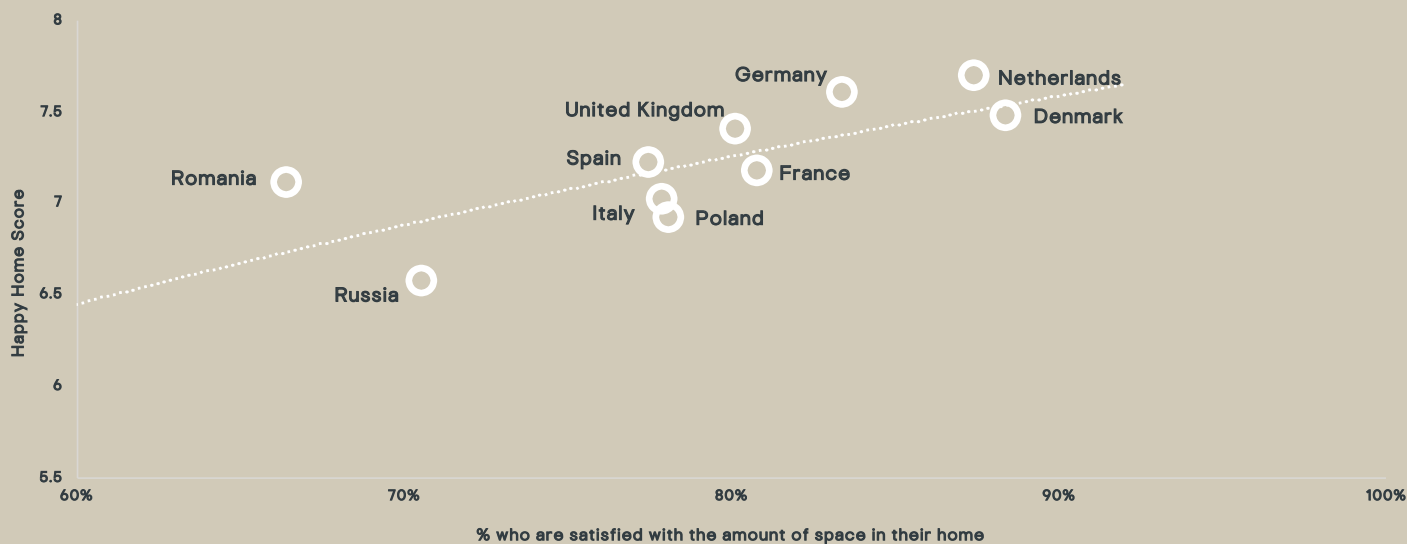 8
7.5
7
6.5
6
5.5
Happy Home Score
Germany
Netherlands
United Kingdom
Denmark
Spain
France
Romania
Italy
Poland
Russia
60%
70%
80%
90%
100%
% who are satisfied with the amount of space in their home